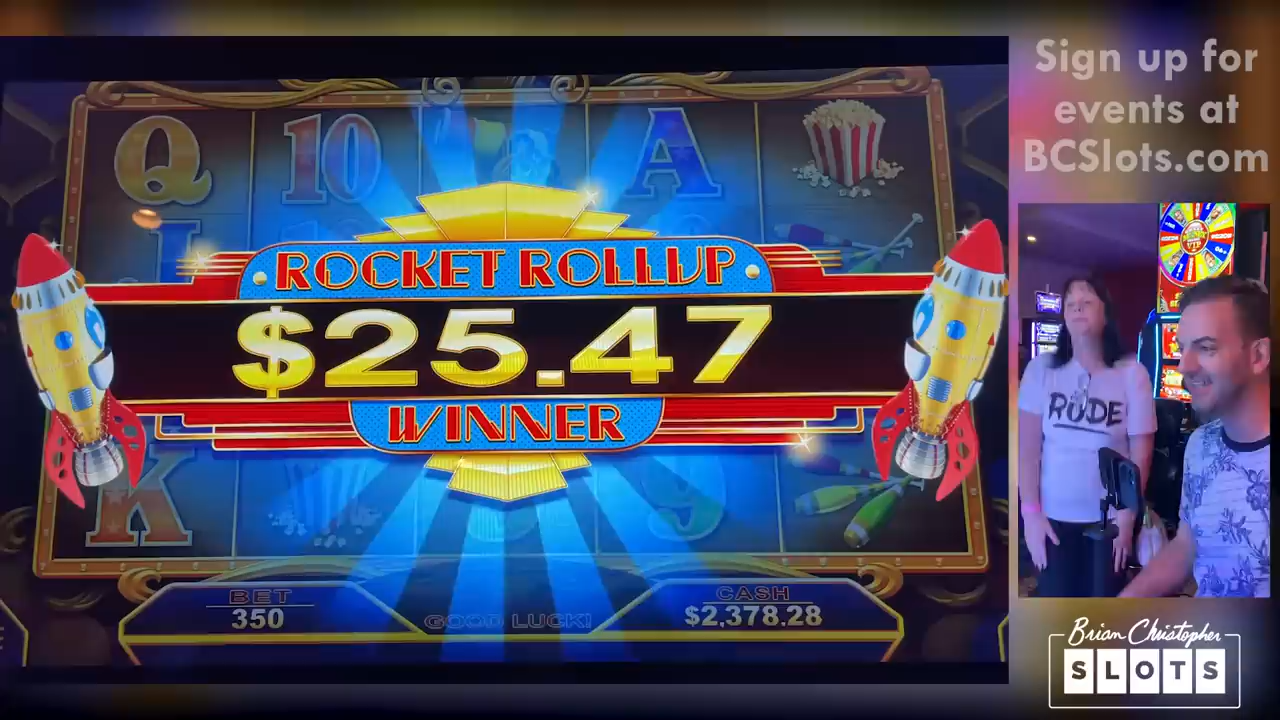 Sign up for
events at
BCSlots.com
Q
10
A
J
ROCKET ROLLUP
$25.47
WINNER
K
9
BET
350
GOOD LUCK!
CASH
$2,378.28
RUDE
Brian Christopher
SLOTS